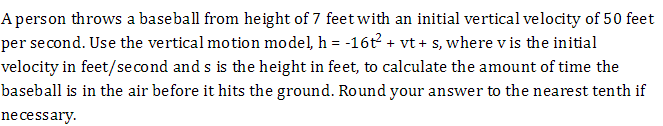 A person throws a baseball from height of 7 feet with an initial vertical velocity of 50 feet
per second. Use the vertical motion model, h = -16t² + vt + s, where v is the initial
velocity in feet/second and s is the height in feet, to calculate the amount of time the
baseball is in the air before it hits the ground. Round your answer to the nearest tenth if
necessary.